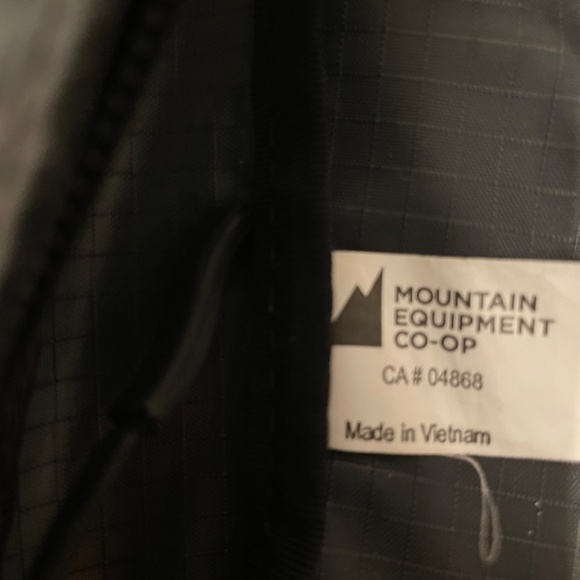 MOUNTAIN
EQUIPMENT
CO-OP
CA # 04868
Made in Vietnam